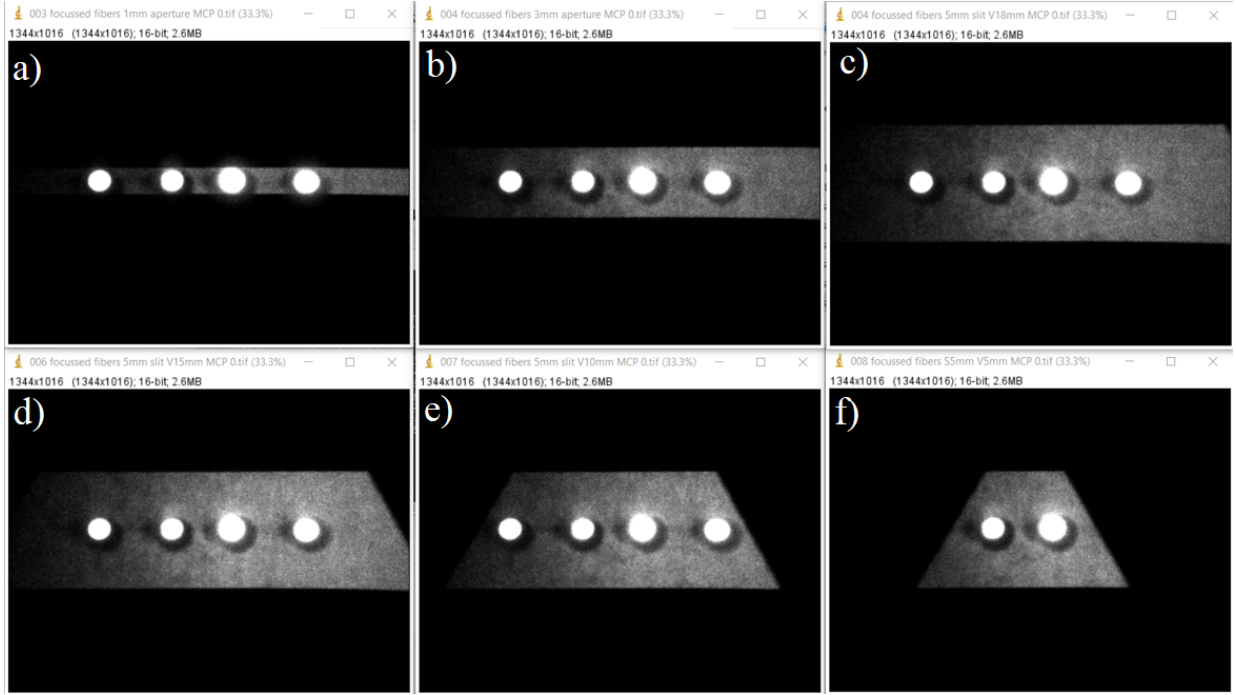 003 focussed fibers 1mm aperture MCP 0.tif (33.3%)
1344x1016 (1344x1016); 16-bit; 2.6MB
a)
004 focussed fibers 3mm aperture MCP 0.tif (33.3%)
1344x1016 (1344x1016); 16-bit; 2.6MB
b)
004 focussed fibers 5mm slit V18mm MCP 0.tif (33.3%)
1344x1016 (1344x1016); 16-bit; 2.6MB
c)
006 focussed fibers 5mm slit V15mm MCP 0.tif (33.3%)
1344x1016 (1344x1016); 16-bit; 2.6MB
d)
007 focussed fibers 5mm slit V10mm MCP 0.tif (33.3%)
1344x1016 (1344x1016); 16-bit; 2.6MB
e)
008 focussed fibers S5mm V5mm MCP 0.tif (33.3%)
1344x1016 (1344x1016); 16-bit; 2.6MB
f)